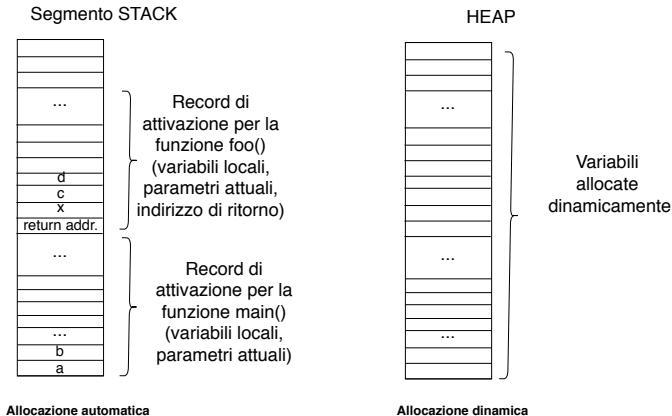 Segmento STACK
...
d
c
x
return addr.
...
...
b
a
Record di
attivazione per la
funzione foo()
(variabili locali,
parametri attuali,
indirizzo di ritorno)
Record di
attivazione per la
funzione main()
(variabili locali,
parametri attuali)
Allocazione automatica
HEAP
...
...
...
Variabili
allocate
dinamicamente
Allocazione dinamica